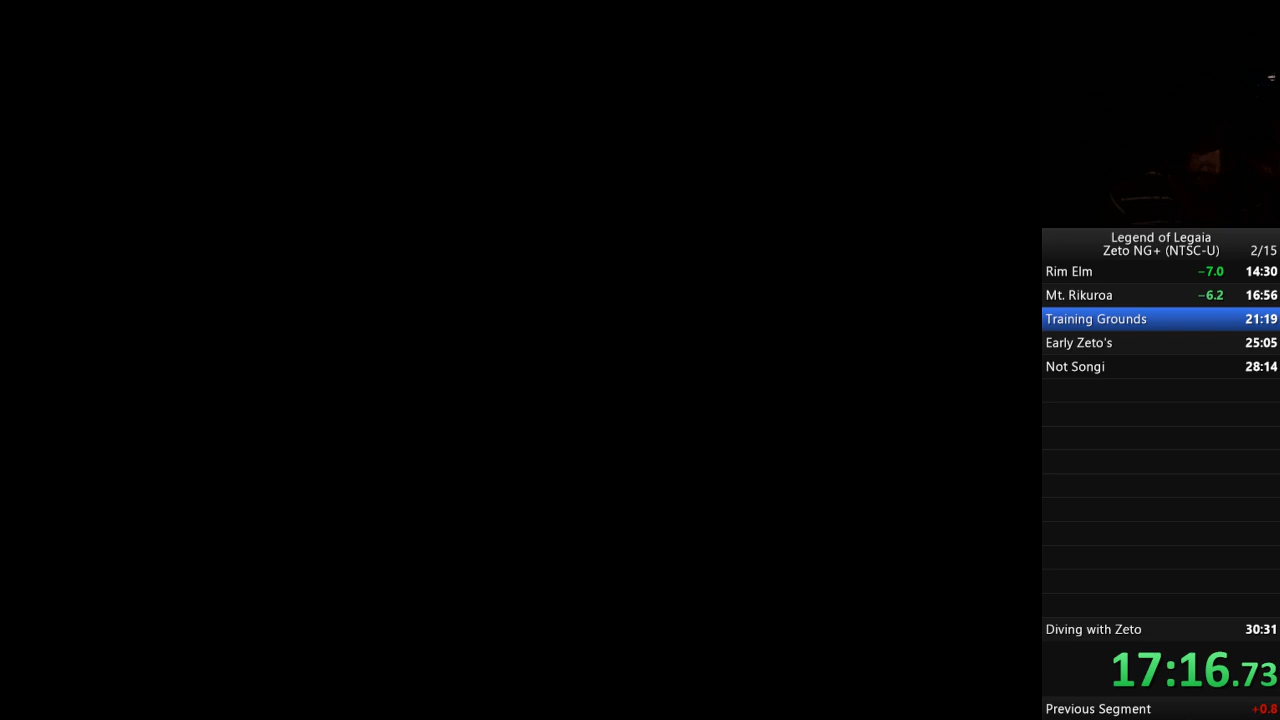 Legend of Legaia
Zeto NG+ (NTSC-U) 2/15
Rim Elm −7.0 14:30
Mt. Rikuroa −6.2 16:56
Training Grounds 21:19
Early Zeto's 25:05
Not Songi 28:14
Diving with Zeto 30:31
17:16.73
Previous Segment +0.8